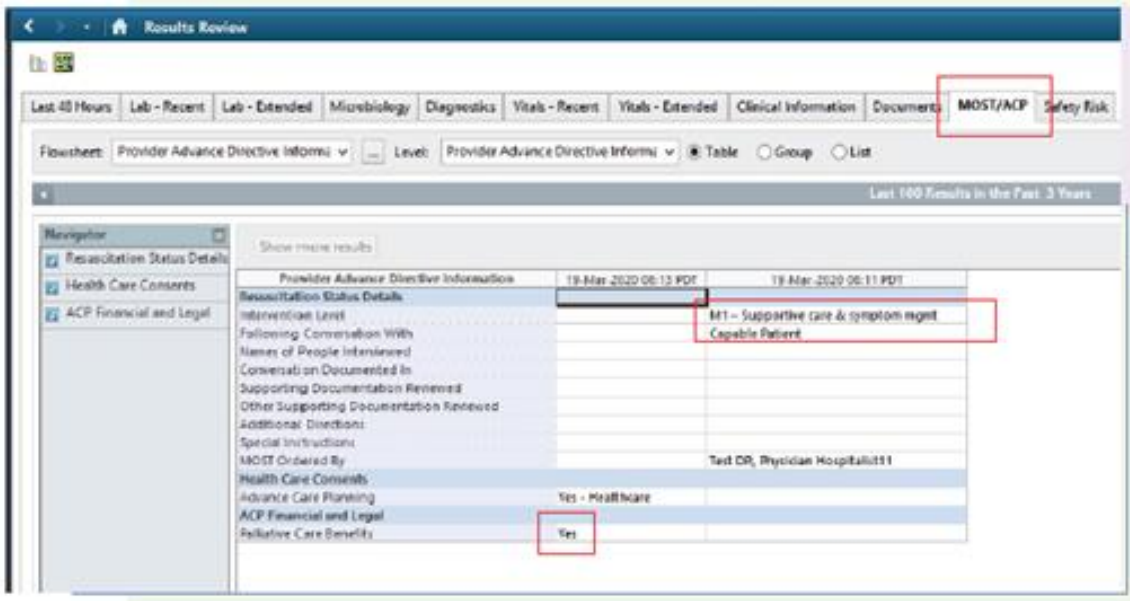 Results Review
Last 48 Hours Lab - Recent Lab - Extended Microbiology Diagnostics Vitals - Recent Vitals - Extended Clinical Information Documents MOST/ACP Safety Risk
Flowsheet: Provider Advance Directive Informa ... Level: Provider Advance Directive Informa Table Group List
Last 100 Results in the Past 3 Years
Navigator
Resuscitation Status Details
Health Care Consents
ACP Financial and Legal
Show more results
Provider Advance Directive Information 19-Mar-2020 08:13 PDT 19-Mar-2020 08:11 PDT
Resuscitation Status Details
Intervention Level M1 – Supportive care & symptom mgmt
Following Conversation With Capable Patient
Names of People Interviewed
Conversation Documented In
Supporting Documentation Reviewed
Other Supporting Documentation Reviewed
Additional Directions
Special Instructions
MOST Ordered By Test DR, Physician
Health Care Consents
Advance Care Planning Yes - Healthcare
ACP Financial and Legal
Palliative Care Benefits Yes